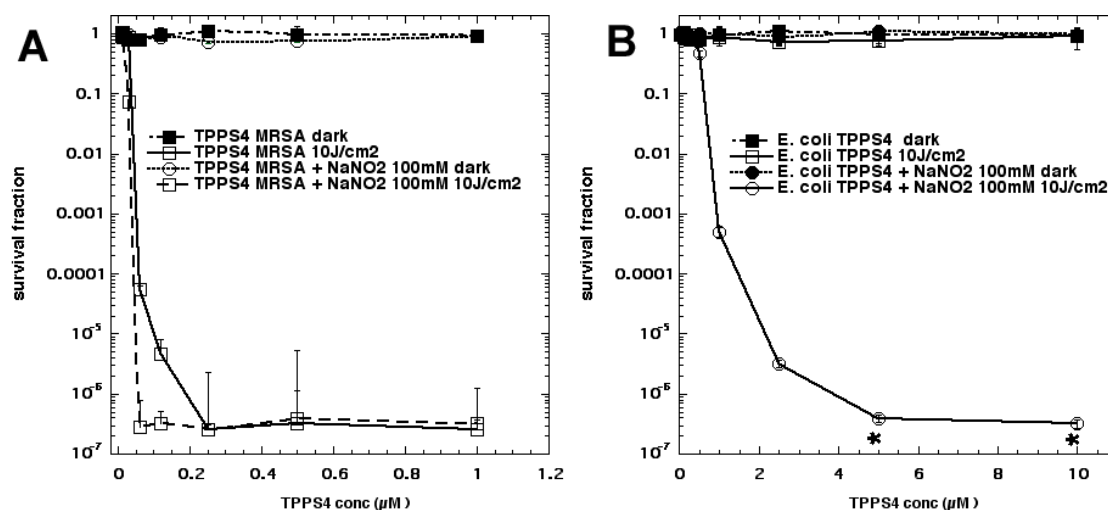 A
survival fraction
1
0.1
0.01
0.001
0.0001
10-5
10-6
10-7
TPPS4 MRSA dark
TPPS4 MRSA 10J/cm2
TPPS4 MRSA + NaNO2 100mM dark
TPPS4 MRSA + NaNO2 100mM 10J/cm2
0 0.2 0.4 0.6 0.8 1 1.2
TPPS4 conc (µM )
B
survival fraction
1
0.1
0.01
0.001
0.0001
10-5
10-6
10-7
E. coli TPPS4 dark
E. coli TPPS4 10J/cm2
E. coli TPPS4 + NaNO2 100mM dark
E. coli TPPS4 + NaNO2 100mM 10J/cm2
* *
0 2 4 6 8 10
TPPS4 conc (µM )